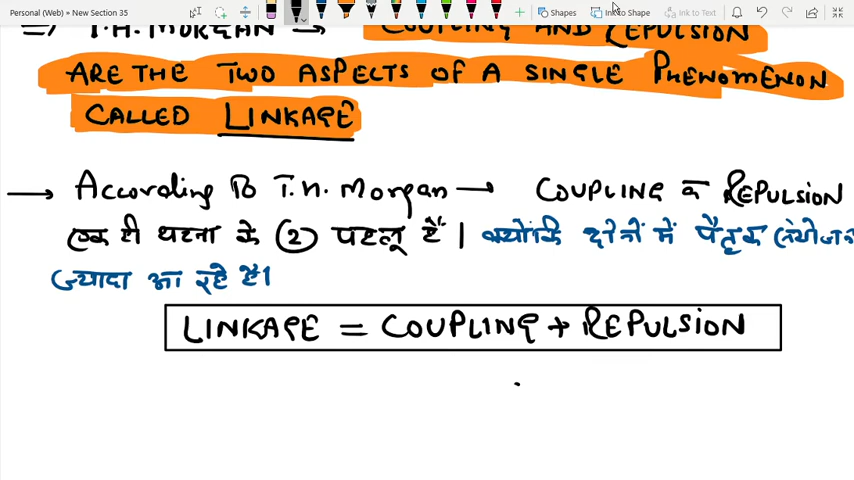 Personal (Web) » New Section 35
Shapes Ink to Shape Ink to Text
⇒ T.H. MORGAN → COUPLING AND REPULSION
ARE THE TWO ASPECTS OF A SINGLE PHENOMENON
CALLED LINKAGE
→ According To T.H. Morgan → COUPLING व REPULSION
एक ही घटना के (2) पहलू हैं। क्योंकि दोनों में पैतृक संयोजन
ज्यादा आ रहे हैं।
LINKAGE = COUPLING + REPULSION